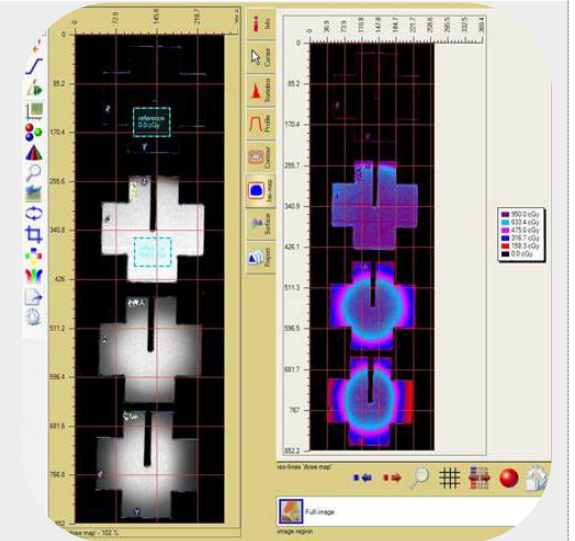 0
72.9
145.8
218.7
0
85.2
170.4
255.6
340.8
426
511.2
596.4
681.6
766.8
reference
0.0 cGy
dose map' - 102 %
Info
Cursor
Statistics
Profile
Contour
Iso-map
Surface
Report
0
36.9
73.9
110.8
147.8
184.7
221.7
258.6
295.5
332.5
369.4
0
85.2
170.4
255.7
340.9
426.1
511.3
596.5
681.7
767
852.2
950.0 cGy
633.4 cGy
475.0 cGy
316.7 cGy
158.3 cGy
0.0 cGy
iso-lines 'dose map'
Full image
image region